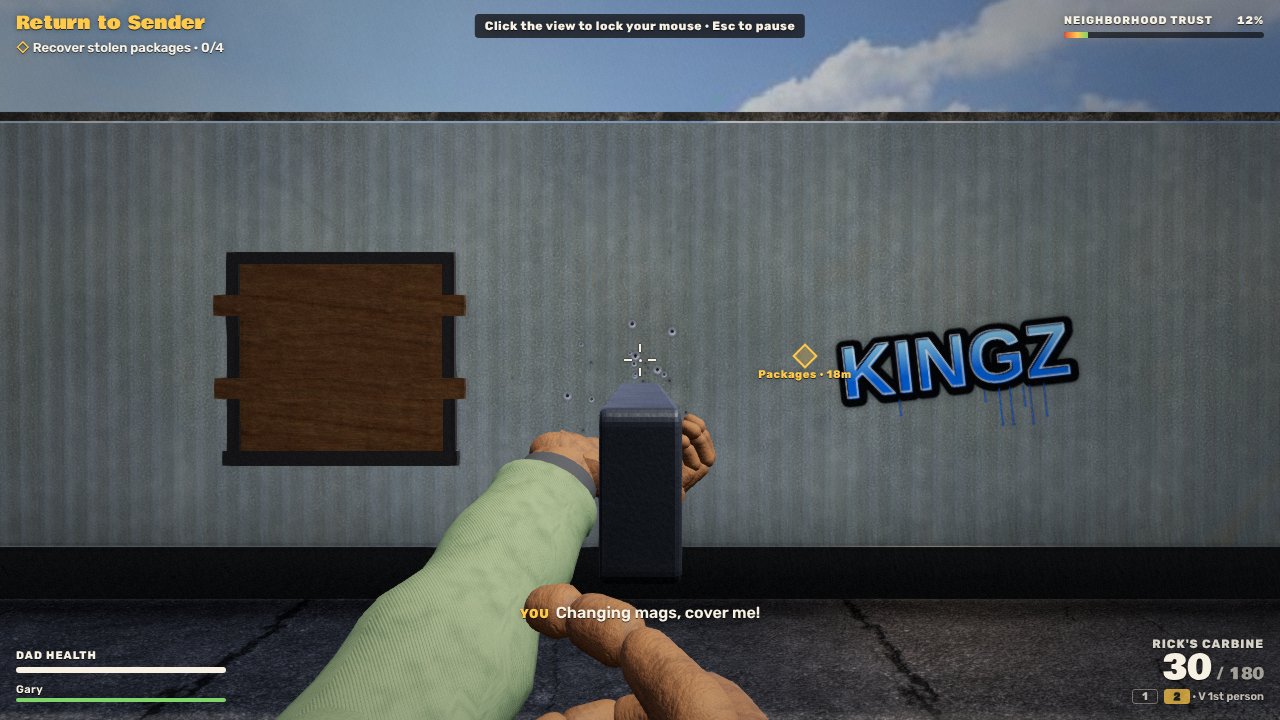 Return to Sender
Recover stolen packages · 0/4
Click the view to lock your mouse · Esc to pause
NEIGHBORHOOD TRUST 12%
Packages · 18m
KINGZ
YOU Changing mags, cover me!
DAD HEALTH
Gary
RICK'S CARBINE
30 / 180
1 2 · V 1st person